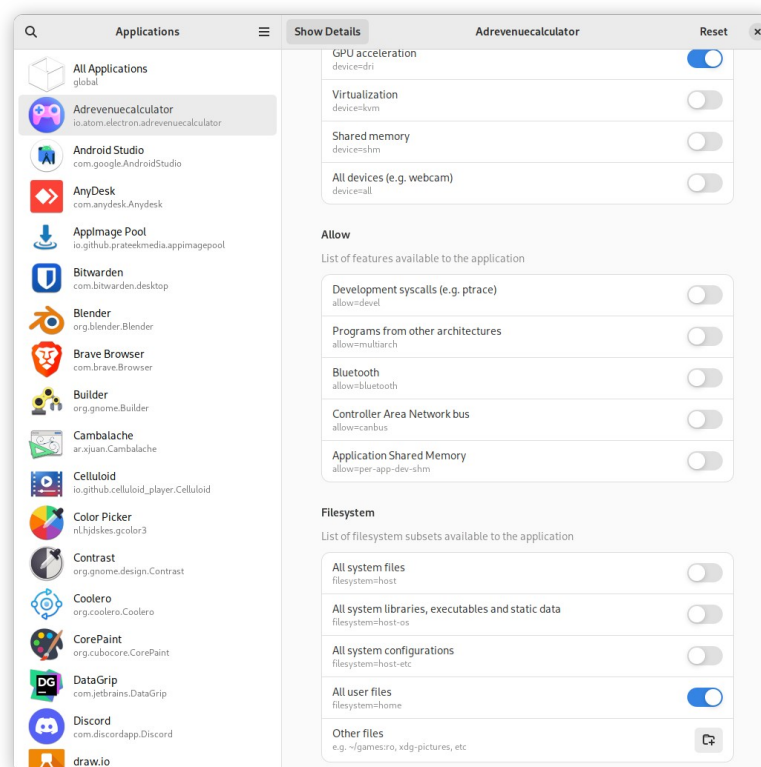 Applications
Show Details
Adrevenuecalculator
Reset
All Applications
global
Adrevenuecalculator
io.atom.electron.adrevenuecalculator
Android Studio
com.google.AndroidStudio
AnyDesk
com.anydesk.Anydesk
AppImage Pool
io.github.prateekmedia.appimagepool
Bitwarden
com.bitwarden.desktop
Blender
org.blender.Blender
Brave Browser
com.brave.Browser
Builder
org.gnome.Builder
Cambalache
ar.xjuan.Cambalache
Celluloid
io.github.celluloid_player.Celluloid
Color Picker
nl.hjdskes.gcolor3
Contrast
org.gnome.design.Contrast
Coolero
org.coolero.Coolero
CorePaint
org.cubocore.CorePaint
DG
DataGrip
com.jetbrains.DataGrip
Discord
com.discordapp.Discord
draw.io
GPU acceleration
device=dri
Virtualization
device=kvm
Shared memory
device=shm
All devices (e.g. webcam)
device=all
Allow
List of features available to the application
Development syscalls (e.g. ptrace)
allow=devel
Programs from other architectures
allow=multiarch
Bluetooth
allow=bluetooth
Controller Area Network bus
allow=canbus
Application Shared Memory
allow=per-app-dev-shm
Filesystem
List of filesystem subsets available to the application
All system files
filesystem=host
All system libraries, executables and static data
filesystem=host-os
All system configurations
filesystem=host-etc
All user files
filesystem=home
Other files
e.g. ~/games:ro, xdg-pictures, etc